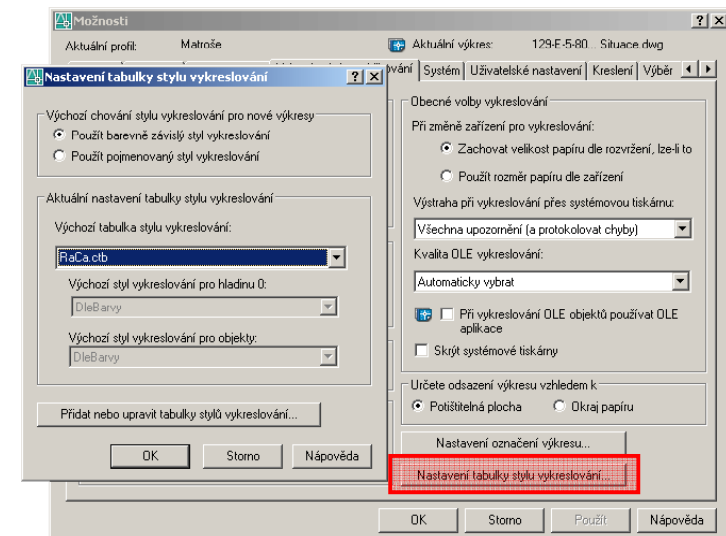 Možnosti
Aktuální profil: Matroše Aktuální výkres: 129-E-5-80... Situace.dwg
vání Systém Uživatelské nastavení Kreslení Výběr
Nastavení tabulky stylu vykreslování
Výchozí chování stylu vykreslování pro nové výkresy
Použít barevně závislý styl vykreslování
Použít pojmenovaný styl vykreslování
Aktuální nastavení tabulky stylu vykreslování
Výchozí tabulka stylu vykreslování:
RaCa.ctb
Výchozí styl vykreslování pro hladinu 0:
DleBarvy
Výchozí styl vykreslování pro objekty:
DleBarvy
Přidat nebo upravit tabulky stylů vykreslování...
OK Storno Nápověda
Obecné volby vykreslování
Při změně zařízení pro vykreslování:
Zachovat velikost papíru dle rozvržení, lze-li to
Použít rozměr papíru dle zařízení
Výstraha při vykreslování přes systémovou tiskárnu:
Všechna upozornění (a protokolovat chyby)
Kvalita OLE vykreslování:
Automaticky vybrat
Při vykreslování OLE objektů používat OLE
aplikace
Skrýt systémové tiskárny
Určete odsazení výkresu vzhledem k
Potištitelná plocha Okraj papíru
Nastavení označení výkresu...
Nastavení tabulky stylu vykreslování...
OK Storno Použít Nápověda